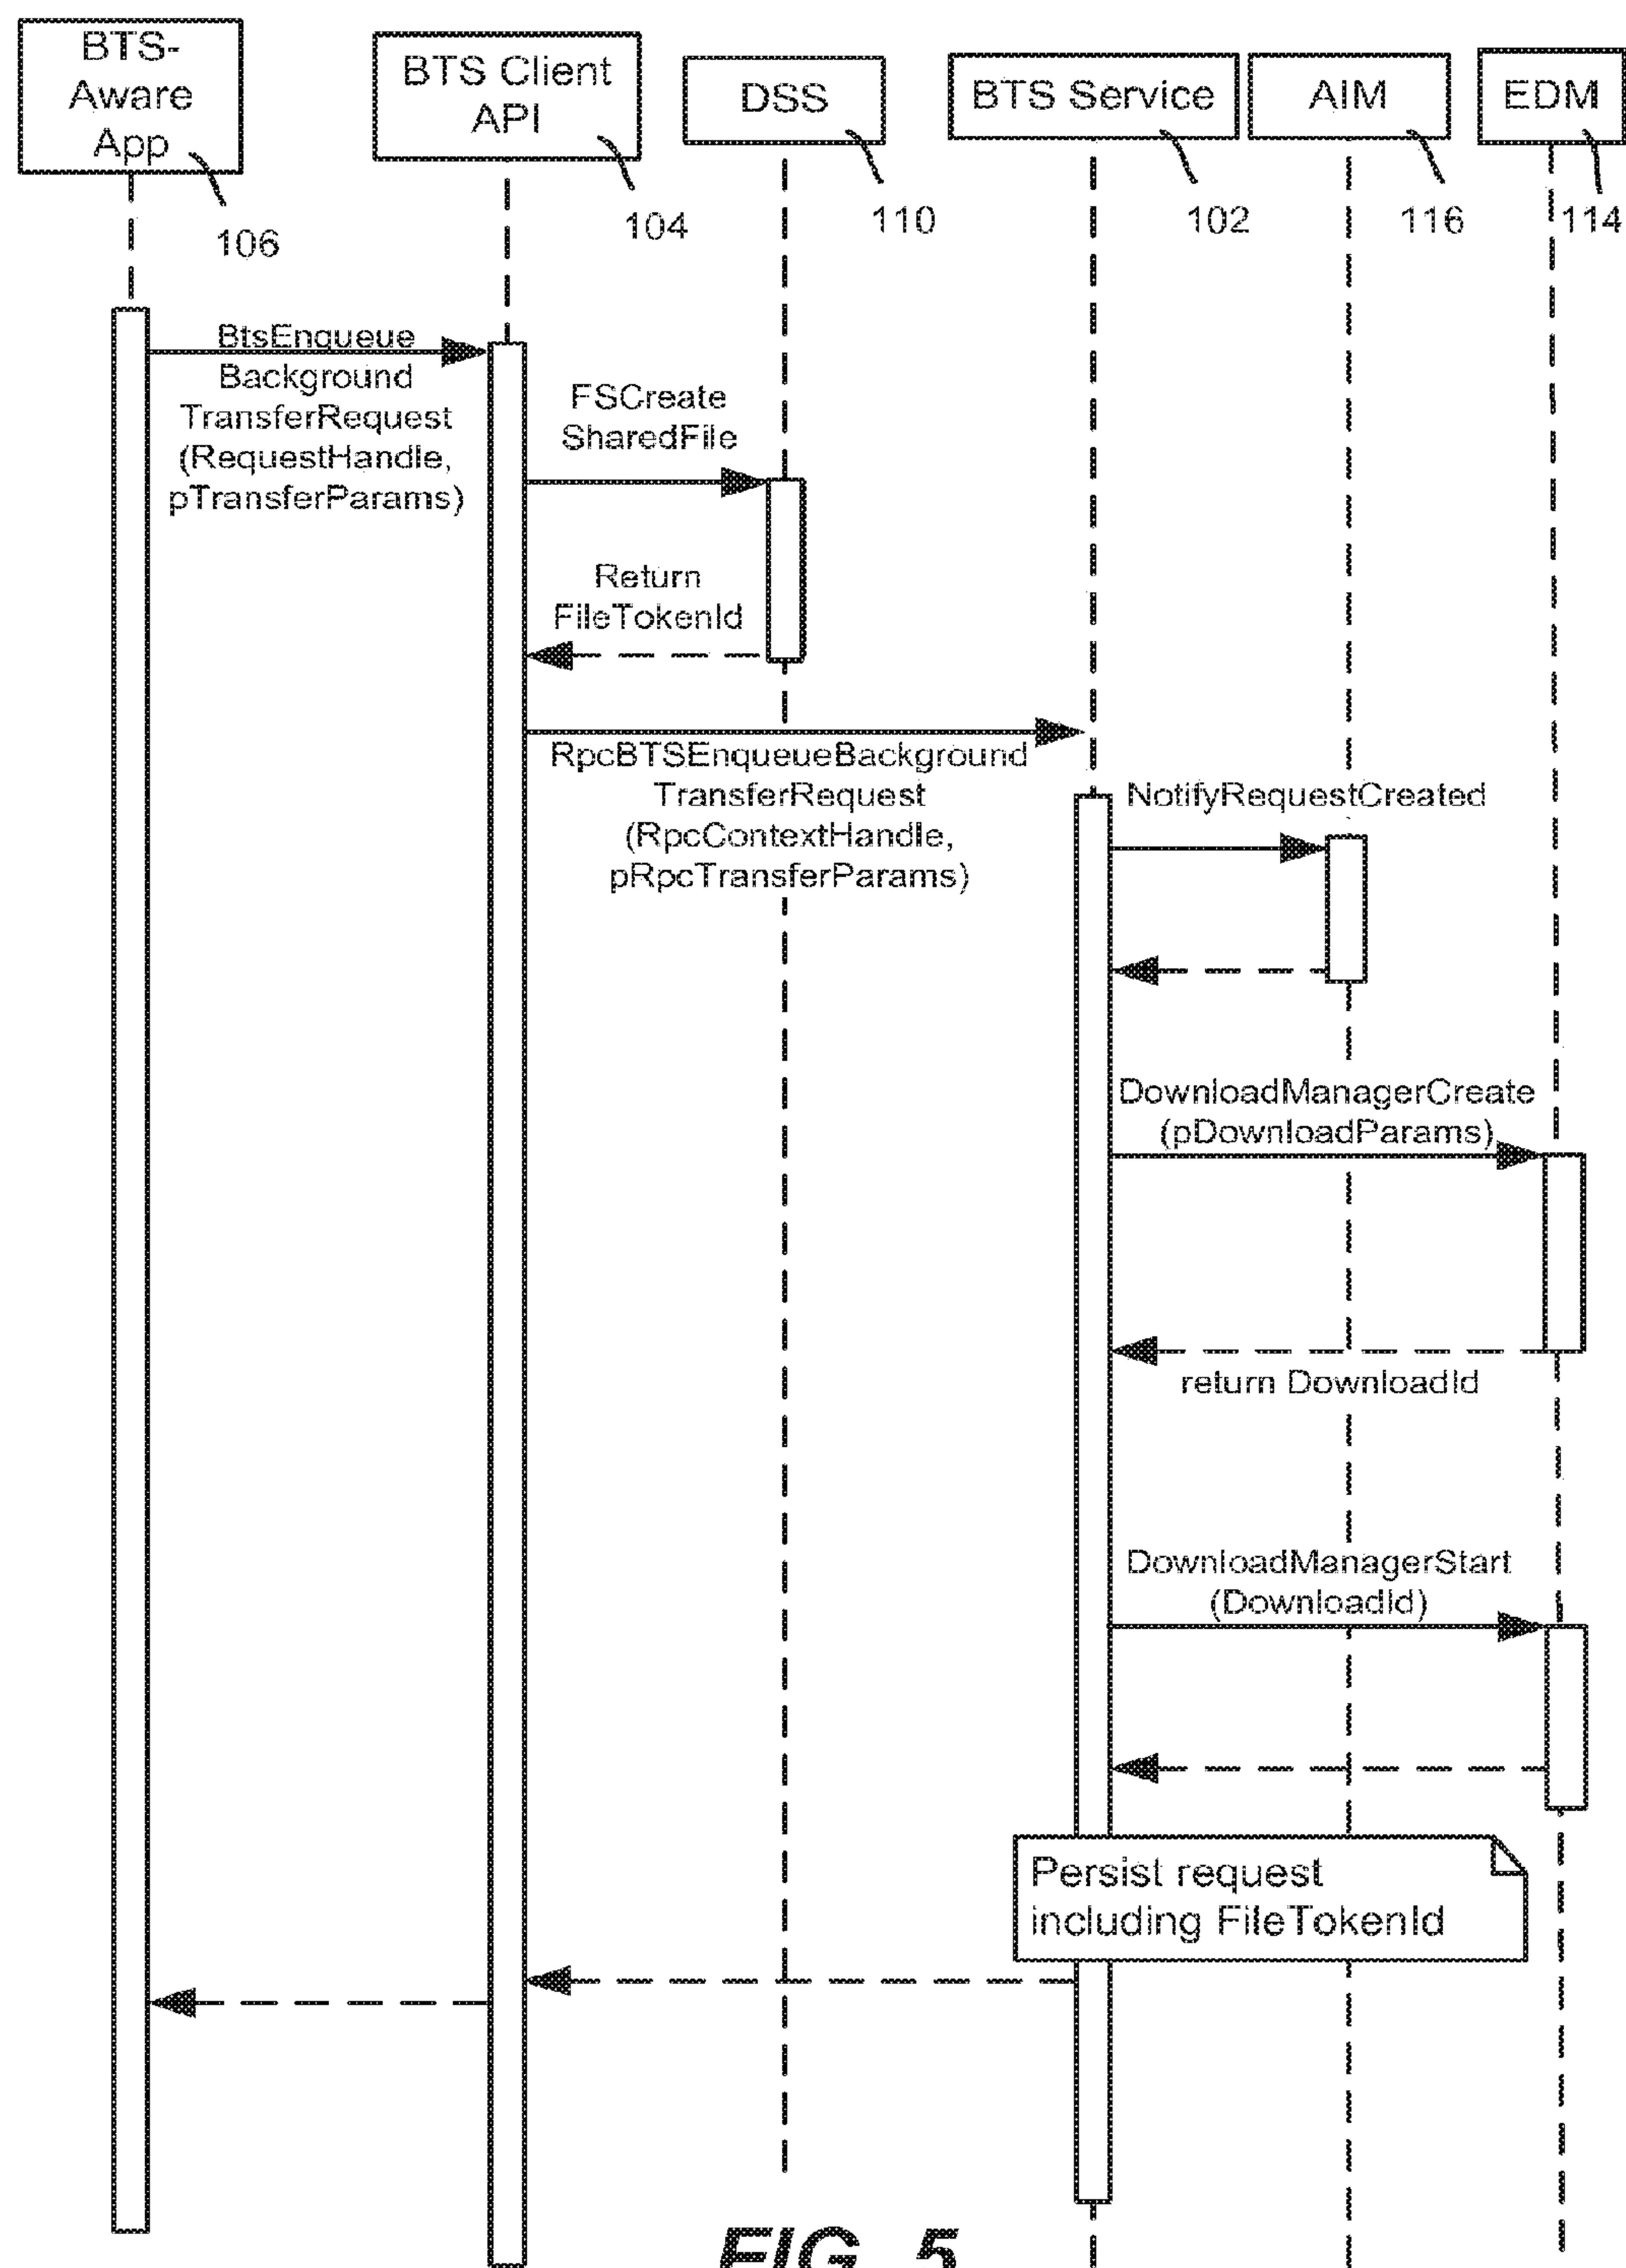 BTS-
Aware
App
BTS Client
API
DSS
BTS Service
AIM
EDM
106
104
110
102
116
114
BtsEnqueue
Background
TransferRequest
(RequestHandle,
pTransferParams)
FSCreate
SharedFile
Return
FileTokenId
RpcBTSEnqueueBackground
TransferRequest
(RpcContextHandle,
pRpcTransferParams)
NotifyRequestCreated
DownloadManagerCreate
(pDownloadParams)
return DownloadId
DownloadManagerStart
(DownloadId)
Persist request
including FileTokenId
FIG. 5